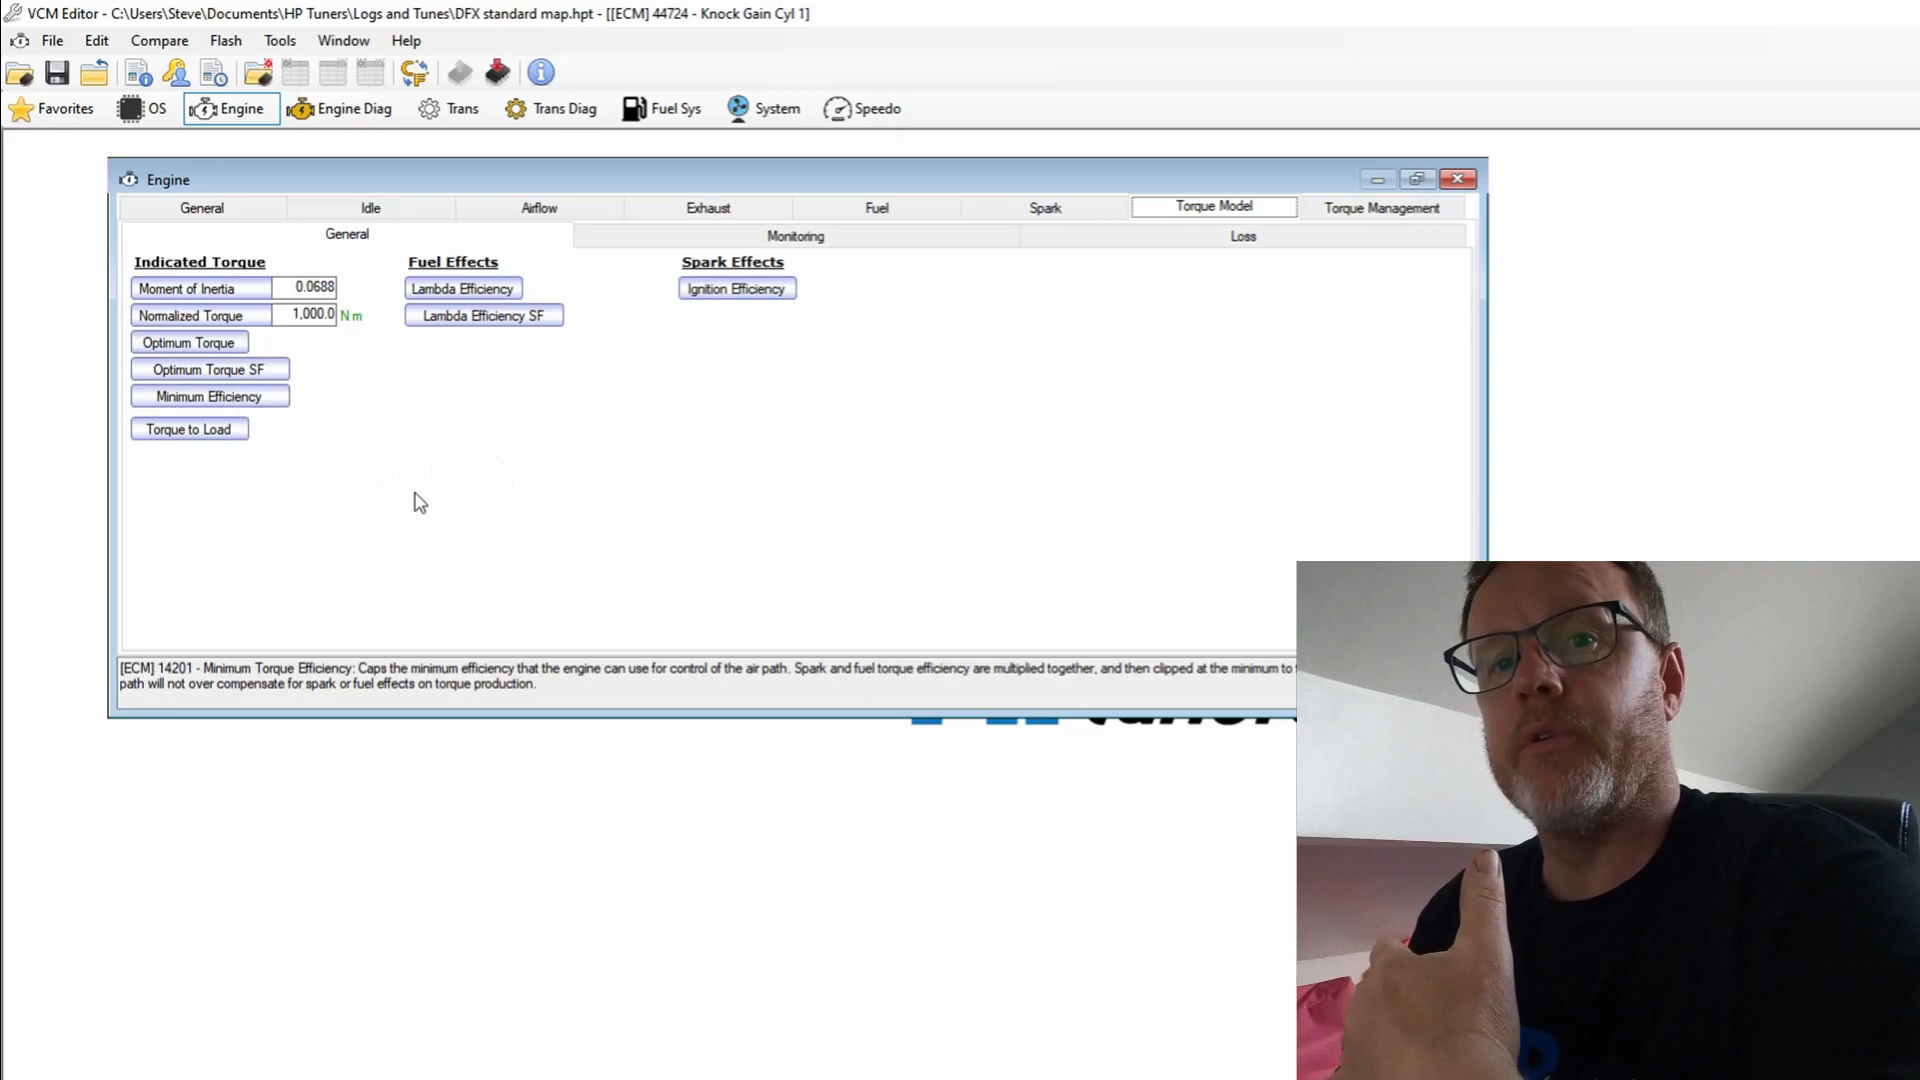 VCM Editor - C:\Users\Steve\Documents\HP Tuners\Logs and Tunes\DFX standard map.hpt - [[ECM] 44724 - Knock Gain Cyl 1]
File Edit Compare Flash Tools Window Help
Favorites OS Engine Engine Diag Trans Trans Diag Fuel Sys System Speedo
Engine
General Idle Airflow Exhaust Fuel Spark Torque Model Torque Management
General Monitoring Loss
Indicated Torque Fuel Effects Spark Effects
Moment of Inertia 0.0688 Lambda Efficiency Ignition Efficiency
Normalized Torque 1,000.0 N m Lambda Efficiency SF
Optimum Torque
Optimum Torque SF
Minimum Efficiency
Torque to Load
[ECM] 14201 - Minimum Torque Efficiency: Caps the minimum efficiency that the engine can use for control of the air path. Spark and fuel torque efficiency are multiplied together, and then clipped at the minimum to
path will not over compensate for spark or fuel effects on torque production.